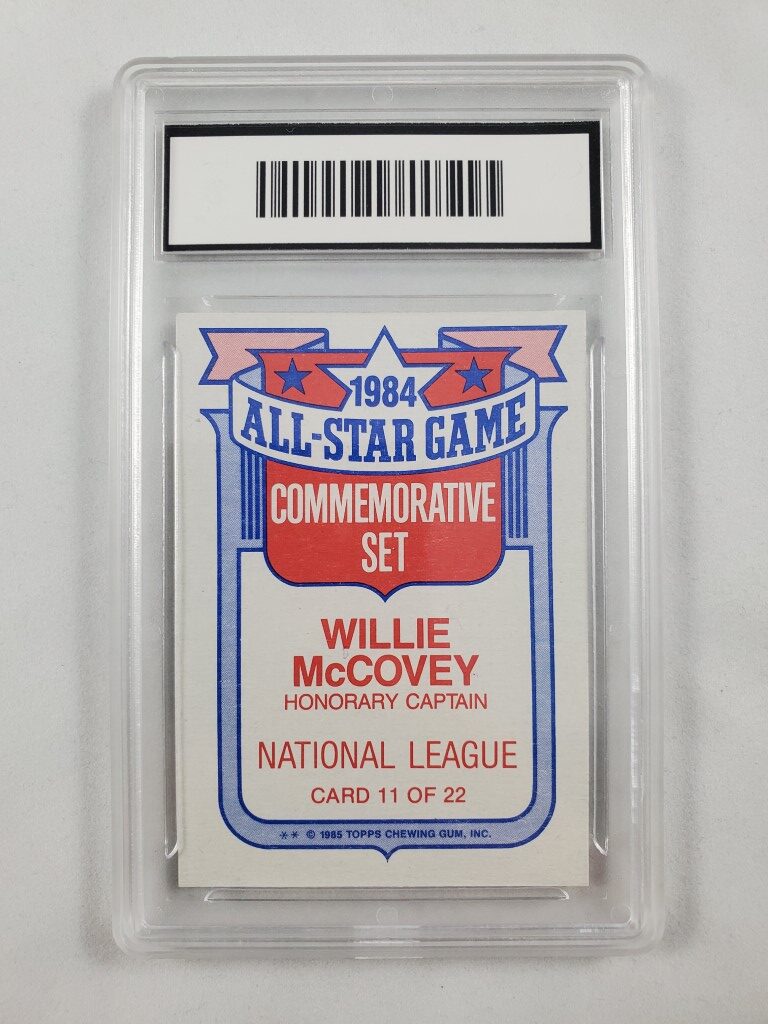 1984
ALL-STAR GAME
COMMEMORATIVE
SET
WILLIE
McCOVEY
HONORARY CAPTAIN
NATIONAL LEAGUE
CARD 11 OF 22
** © 1985 TOPPS CHEWING GUM, INC.